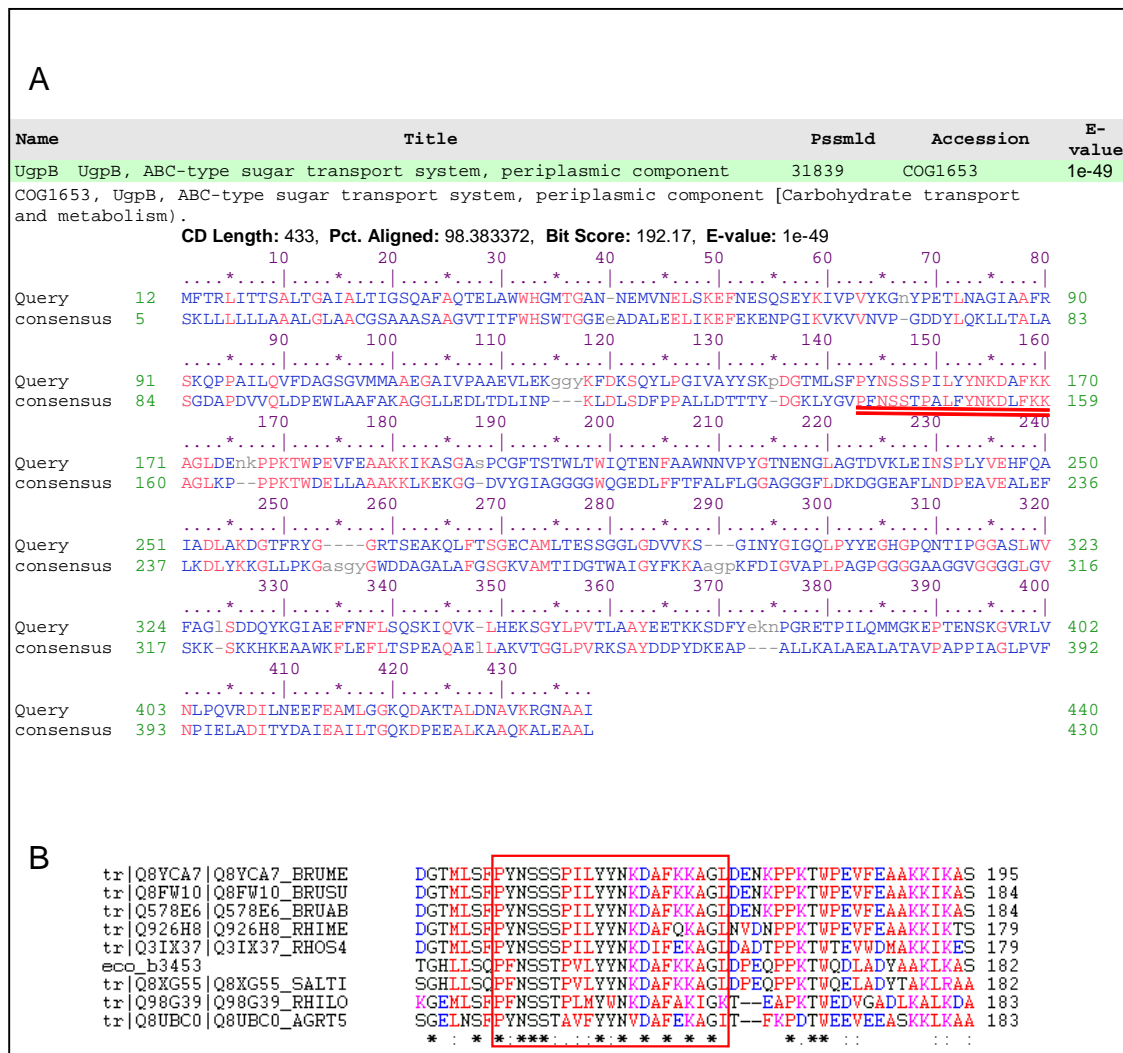 A
Name Title Pssmld Accession E-value
UgpB UgpB, ABC-type sugar transport system, periplasmic component 31839 COG1653 1e-49
COG1653, UgpB, ABC-type sugar transport system, periplasmic component [Carbohydrate transport
and metabolism).
CD Length: 433, Pct. Aligned: 98.383372, Bit Score: 192.17, E-value: 1e-49
10 20 30 40 50 60 70 80
....*....|....*....|....*....|....*....|....*....|....*....|....*....|....*....|
Query 12 MFTRLITTSALTGAIALTIGSQAFAQTELAWWHGMTGAN-NEMVNELSKEFNESQSEYKIVPVYKGnYPETLNAGIAAFR 90
consensus 5 SKLLLLLLAAALGLAACGSAAASAAGVTITFWHSWTGGEeADALEELIKEFEKENPGIKVKVVNVP-GDDYLQKLLTALA 83
90 100 110 120 130 140 150 160
....*....|....*....|....*....|....*....|....*....|....*....|....*....|....*....|
Query 91 SKQPPAILQVFDAGSGVMMAAEGAIVPAAEVLEKggyKFDKSQYLPGIVAYYSKpDGTMLSFPYNSSSPILYYNKDAFKK 170
consensus 84 SGDAPDVVQLDPEWLAAFAKAGGLLEDLTDLINP---KLDLSDFPPALLDTTTY-DGKLYGVPFNSSTPALFYNKDLFKK 159
170 180 190 200 210 220 230 240
....*....|....*....|....*....|....*....|....*....|....*....|....*....|....*....|
Query 171 AGLDEnkPPKTWPEVFEAAKKIKASGAsPCGFTSTWLTWIQTENFAAWNNVPYGTNENGLAGTDVKLEINSPLYVEHFQA 250
consensus 160 AGLKP--PPKTWDELLAAAKKLKEKGG-DVYGIAGGGGWQGEDLFFTFALFLGGAGGGFLDKDGGEAFLNDPEAVEALEF 236
250 260 270 280 290 300 310 320
....*....|....*....|....*....|....*....|....*....|....*....|....*....|....*....|
Query 251 IADLAKDGTFRYG----GRTSEAKQLFTSGECAMLTESSGGLGDVVKS---GINYGIGQLPYYEGHGPQNTIPGGASLWV 323
consensus 237 LKDLYKKGLLPKGasgyGWDDAGALAFGSGKVAMTIDGTWAIGYFKKAagpKFDIGVAPLPAGPGGGGAAGGVGGGGLGV 316
330 340 350 360 370 380 390 400
....*....|....*....|....*....|....*....|....*....|....*....|....*....|....*....|
Query 324 FAGlSDDQYKGIAEFFNFLSQSKIQVK-LHEKSGYLPVTLAAYEETKKSDFYeknPGRETPILQMMGKEPTENSKGVRLV 402
consensus 317 SKK-SKKHKEAAWKFLEFLTSPEAQAElLAKVTGGLPVRKSAYDDPYDKEAP---ALLKALAEALATAVPAPPIAGLPVF 392
410 420 430
....*....|....*....|....*....|....*...
Query 403 NLPQVRDILNEEFEAMLGGKQDAKTALDNAVKRGNAAI 440
consensus 393 NPIELADITYDAIEAILTGQKDPEEALKAAQKALEAAL 430
B
tr|Q8YCA7|Q8YCA7_BRUME DGTMLSFPYNSSSPILYYNKDAFKKAGLDENKPPKTWPEVFEAAKKIKAS 195
tr|Q8FW10|Q8FW10_BRUSU DGTMLSFPYNSSSPILYYNKDAFKKAGLDENKPPKTWPEVFEAAKKIKAS 184
tr|Q578E6|Q578E6_BRUAB DGTMLSFPYNSSSPILYYNKDAFKKAGLDENKPPKTWPEVFEAAKKIKAS 184
tr|Q926H8|Q926H8_RHIME DGTMLSFPYNSSSPILYYNKDAFQKAGLNVDNPPKTWPEVFEAAKKIKTS 179
tr|Q3IX37|Q3IX37_RHOS4 DGTMLSFPYNSSSPILYYNKDIFEKAGLDADTPPKTWTEVWDMAKKIKES 179
eco_b3453 TGHLLSQPFNSSTPVLYYNKDAFKKAGLDPEQPPKTWQDLADYAAKLKAS 182
tr|Q8XG55|Q8XG55_SALTI SGHLLSQPFNSSTPVLYYNKDAFKKAGLDPEQPPKTWQELADYTAKLRAA 182
tr|Q98G39|Q98G39_RHILO KGEMLSFPFNSSTPLMYWNKDAFAKIGKT--EAPKTWEDVGADLKALKDA 183
tr|Q8UBC0|Q8UBC0_AGRT5 SGELNSFPYNSSTAVFYYNVDAFEKAGIT--FKPDTWEEVEEASKKLKAA 183
* : * *:***:..::*:* * * * * *.** :: ::